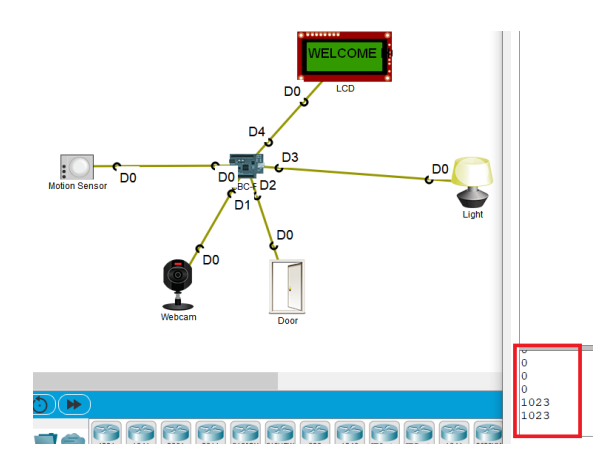 WELCOME
LCD
D0
D4
D3
D0
Motion Sensor
D0
D0
D2
D1
D0
D0
Light
Webcam
Door
0
0
0
1023
1023